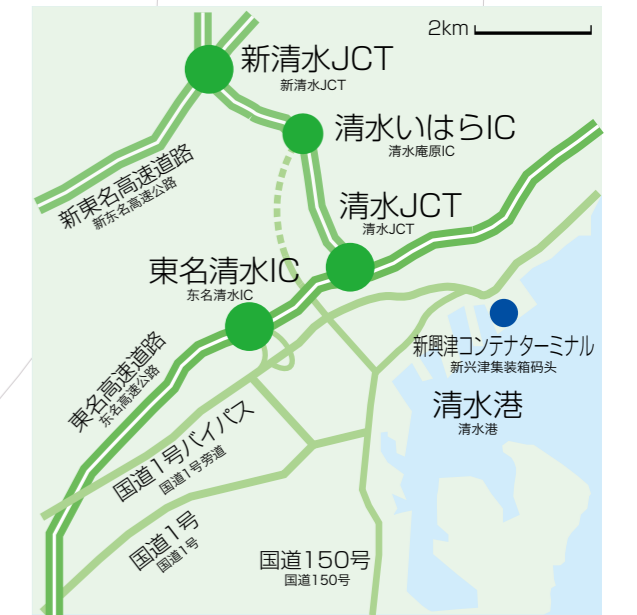 2km
新清水JCT
新清水JCT
清水いはらIC
清水庵原IC
新東名高速道路
新东名高速公路
清水JCT
清水JCT
東名清水IC
东名清水IC
新興津コンテナターミナル
新兴津集装箱码头
東名高速道路
东名高速公路
清水港
清水港
国道1号バイパス
国道1号旁道
国道1号
国道1号
国道150号
国道150号